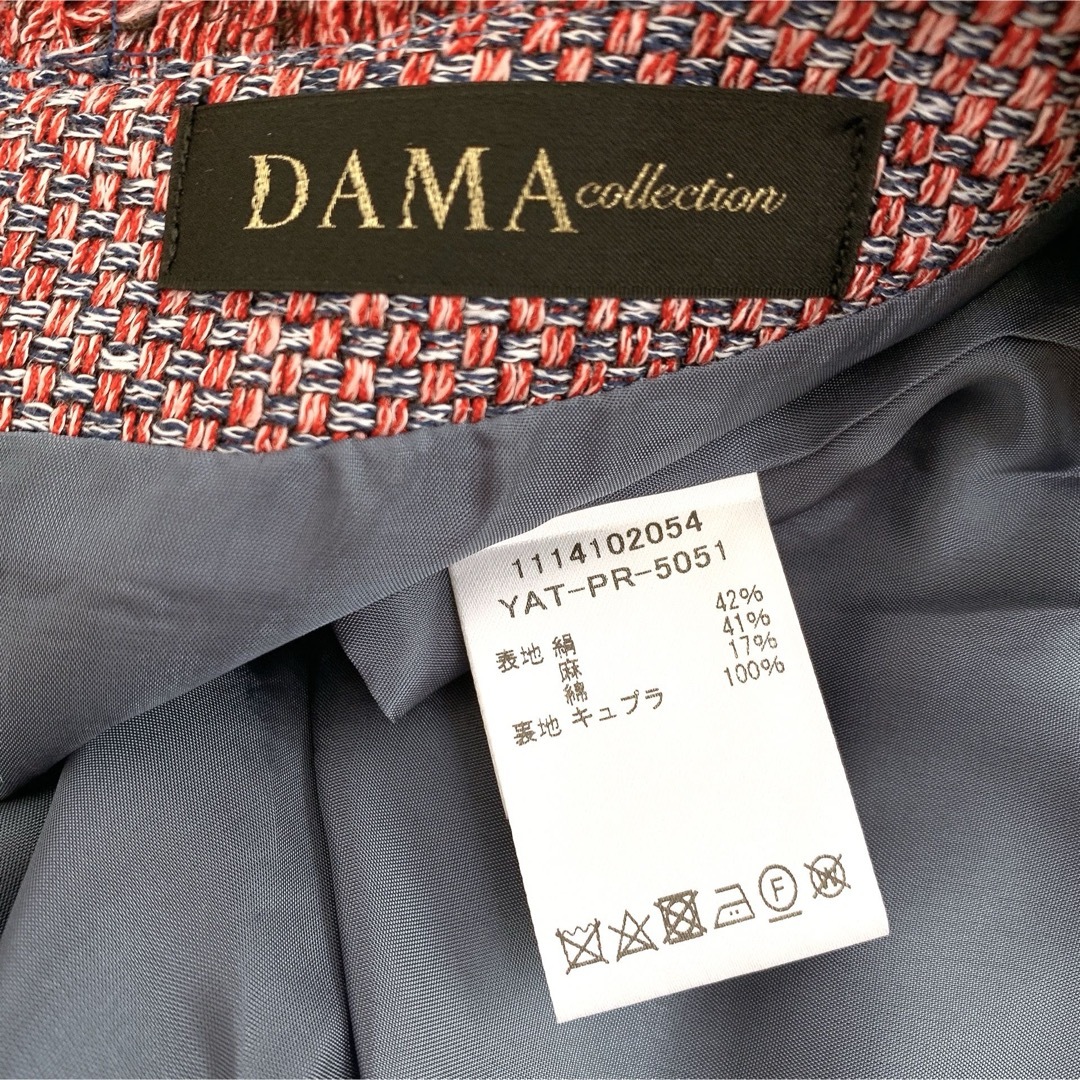 DAMA collection
1114102054
YAT-PR-5051
表地 絹 42%
麻 41%
綿 17%
裏地 キュプラ 100%
F
W